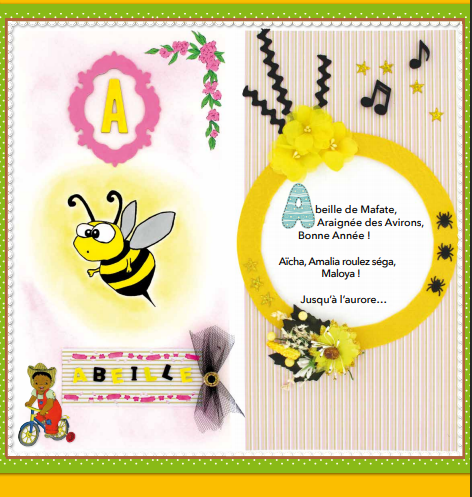 A
ABEILLE
Abeille de Mafate,
Araignée des Avirons,
Bonne Année !
Aïcha, Amalia roulez séga,
Maloya !
Jusqu'à l'aurore...